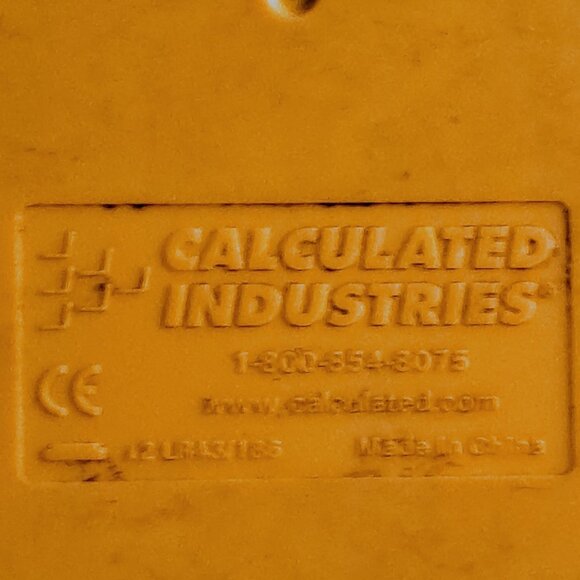 CALCULATED
INDUSTRIES®
1-800-854-8075
www.calculated.com
CE
Made in China